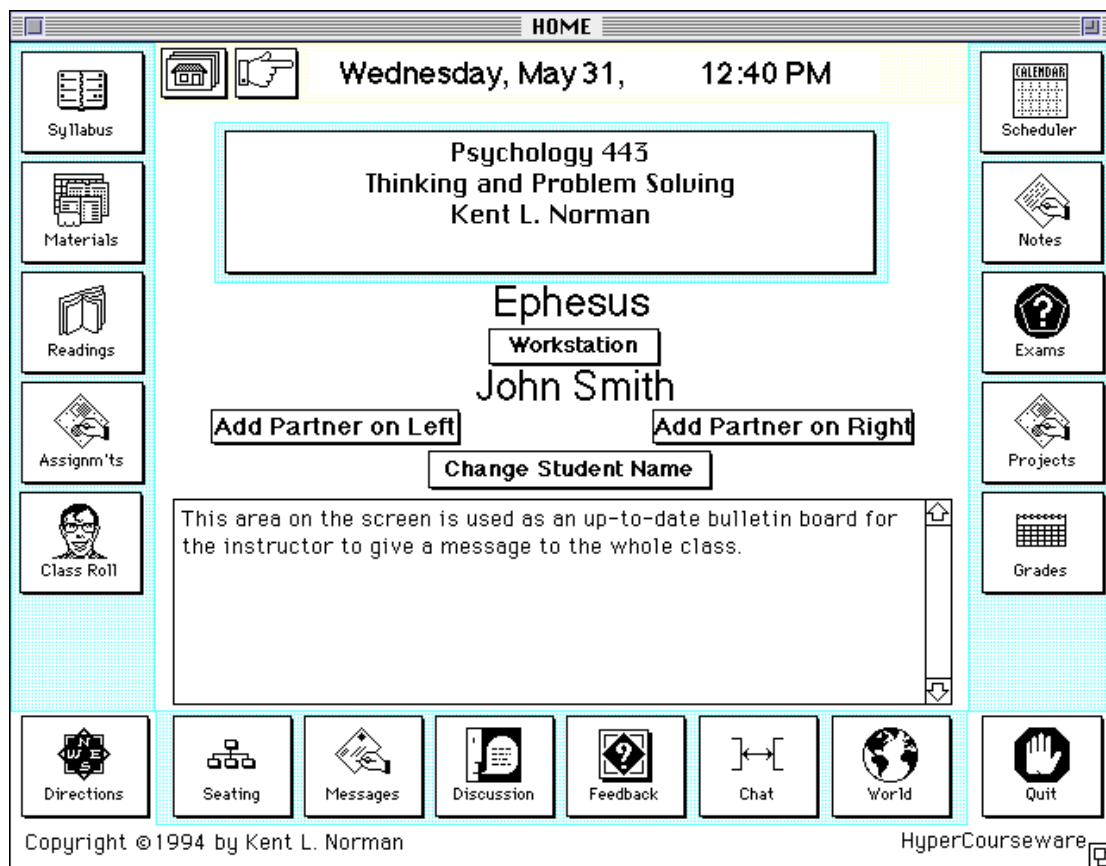 HOME
Wednesday, May 31, 12:40 PM
Syllabus
Materials
Readings
Assignm'ts
Class Roll
Psychology 443
Thinking and Problem Solving
Kent L. Norman
Ephesus
Workstation
John Smith
Add Partner on Left
Add Partner on Right
Change Student Name
This area on the screen is used as an up-to-date bulletin board for
the instructor to give a message to the whole class.
CALENDAR
Scheduler
Notes
?
Exams
Projects
Grades
N
W E
S
Directions
Seating
Messages
Discussion
?
Feedback
Chat
World
Quit
Copyright ©1994 by Kent L. Norman
HyperCourseware